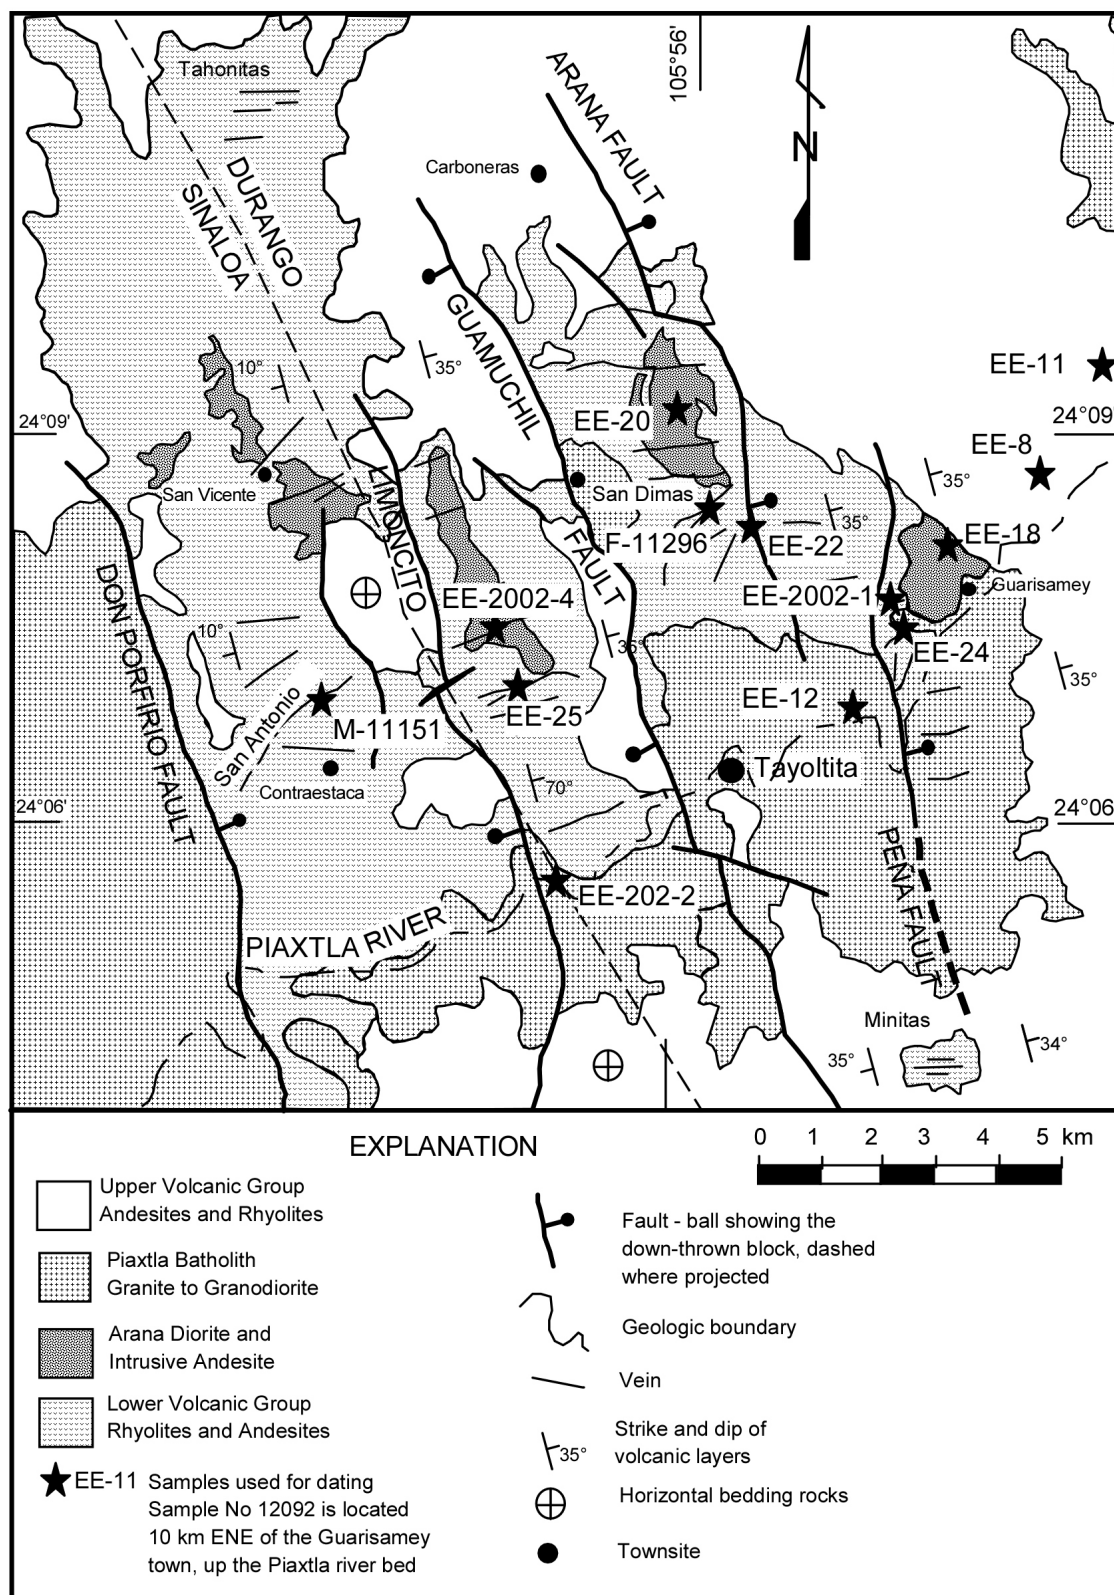 Tahonitas
105°56'
ARANA FAULT
N
Carboneras
DURANGO
SINALOA
GUAMUCHIL
35°
10°
EE-11
24°09'
24°09
EE-20
EE-8
35°
San Vicente
LIMONCITO
San Dimas
35°
F-11296
EE-22
EE-18
FAULT
Guarisamey
DON PORFIRIO FAULT
EE-2002-4
EE-2002-1
10°
35°
EE-24
35°
San Antonio
M-11151
EE-25
EE-12
Tayoltita
70°
Contraestaca
24°06'
24°06
PEÑA FAULT
EE-202-2
PIAXTLA RIVER
Minitas
35°
34°
EXPLANATION
0 1 2 3 4 5 km
Upper Volcanic Group
Andesites and Rhyolites
Piaxtla Batholith
Granite to Granodiorite
Arana Diorite and
Intrusive Andesite
Lower Volcanic Group
Rhyolites and Andesites
EE-11 Samples used for dating
Sample No 12092 is located
10 km ENE of the Guarisamey
town, up the Piaxtla river bed
Fault - ball showing the
down-thrown block, dashed
where projected
Geologic boundary
Vein
35°
Strike and dip of
volcanic layers
Horizontal bedding rocks
Townsite